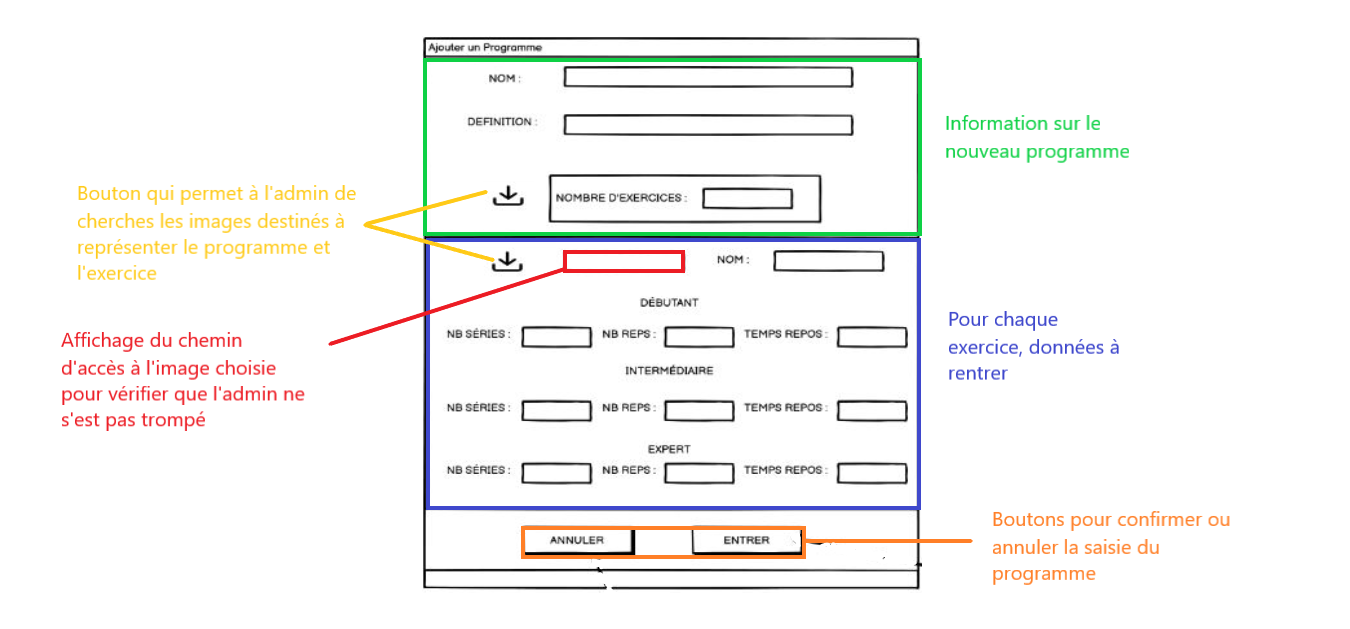 Ajouter un Programme
NOM :
DEFINITION :
NOMBRE D'EXERCICES :
Information sur le
nouveau programme
Bouton qui permet à l'admin de
cherches les images destinés à
représenter le programme et
l'exercice
NOM :
Affichage du chemin
d'accès à l'image choisie
pour vérifier que l'admin ne
s'est pas trompé
DÉBUTANT
NB SÉRIES : NB REPS : TEMPS REPOS :
INTERMÉDIAIRE
NB SÉRIES : NB REPS : TEMPS REPOS :
EXPERT
NB SÉRIES : NB REPS : TEMPS REPOS :
Pour chaque
exercice, données à
rentrer
ANNULER ENTRER
Boutons pour confirmer ou
annuler la saisie du
programme